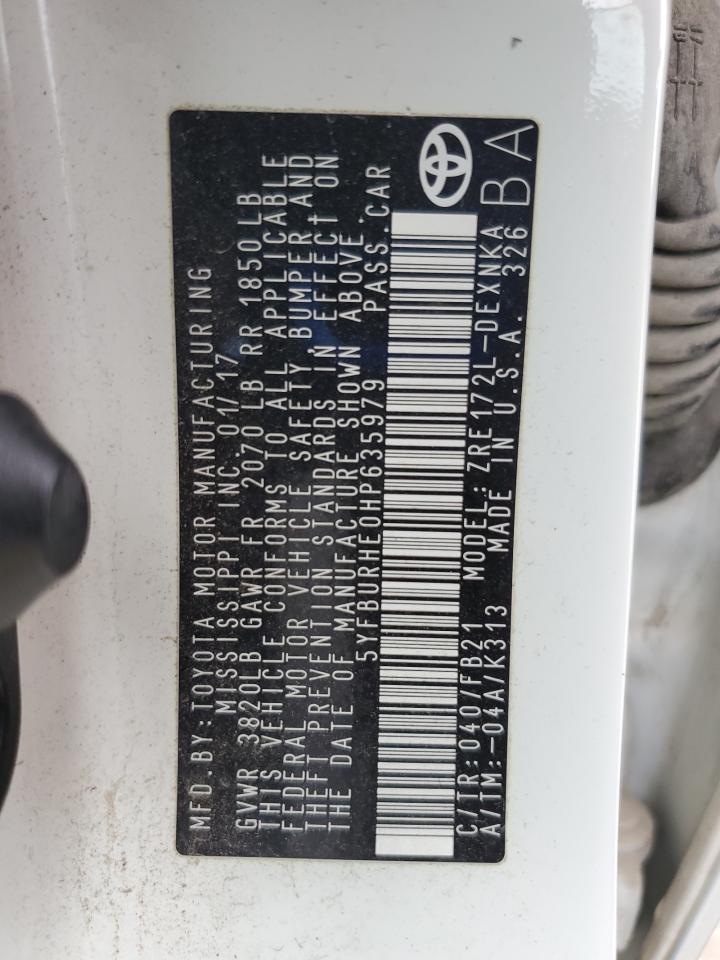 MFD.BY:TOYOTA MOTOR MANUFACTURING
MISSISSIPPI INC.01/17
GVWR 3820LB GAWR FR 2070 LB RR 1850LB
THIS VEHICLE CONFORMS TO ALL APPLICABLE
FEDERAL MOTOR VEHICLE SAFETY BUMPER AND
THEFT PREVENTION STANDARDS IN EFFECT ON
THE DATE OF MANUFACTURE SHOWN ABOVE.
5YFBURHE0HP635979 PASS.CAR
C/TR:040/FB21 MODEL:ZRE172L-DEXNKA
A/TM:-04A/K313 MADE IN U.S.A. 326
BA